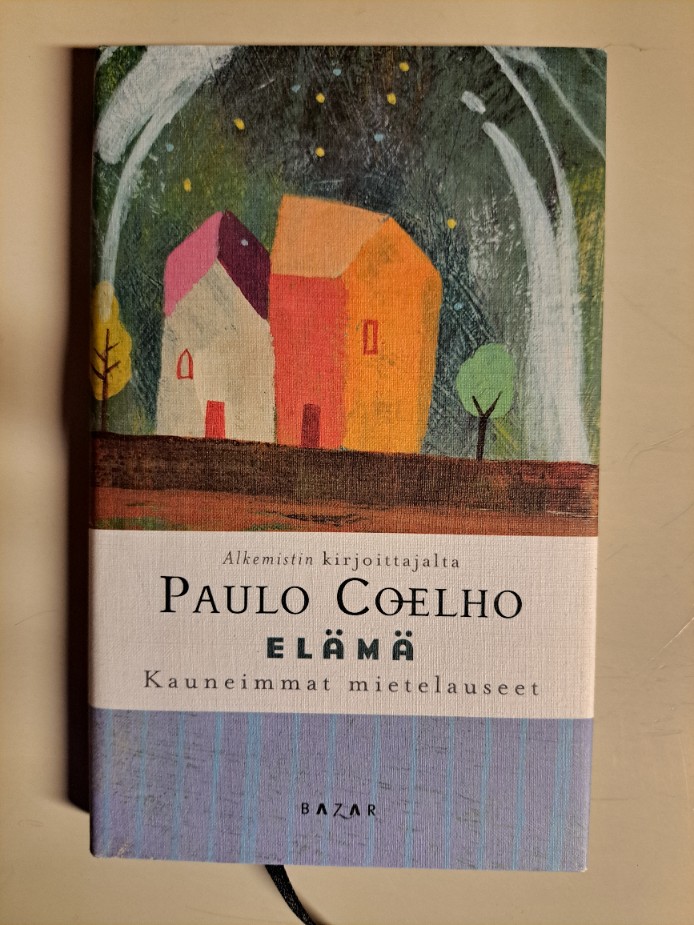 Alkemistin kirjoittajalta
PAULO COELHO
ELÄMÄ
Kauneimmat mietelauseet
BAZAR